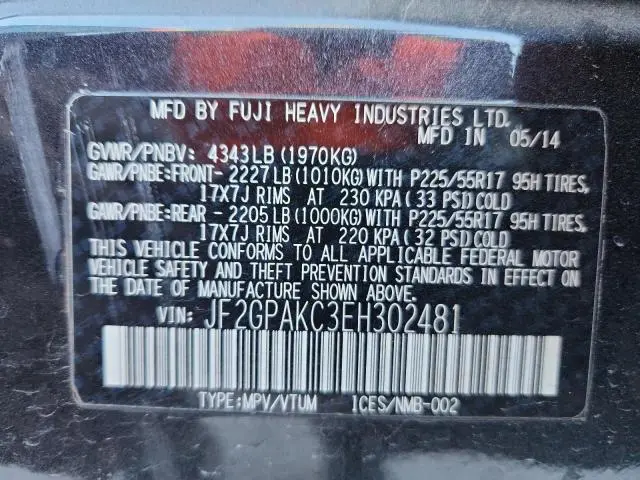 MFD BY FUJI HEAVY INDUSTRIES LTD.
MFD IN 05/14
GVWR/PNBV: 4343LB (1970KG)
GAWR/PNBE:FRONT- 2227LB (1010KG) WITH P225/55R17 95H TIRES,
17X7J RIMS AT 230 KPA (33 PSI) COLD
GAWR/PNBE:REAR - 2205LB (1000KG) WITH P225/55R17 95H TIRES,
17X7J RIMS AT 220 KPA (32 PSI) COLD
THIS VEHICLE CONFORMS TO ALL APPLICABLE FEDERAL MOTOR
VEHICLE SAFETY AND THEFT PREVENTION STANDARDS IN EFFECT ON
THE DATE OF MANUFACTURE SHOWN ABOVE.
VIN: JF2GPAKC3EH302481
TYPE:MPV/VTUM 1CES/NMB-002